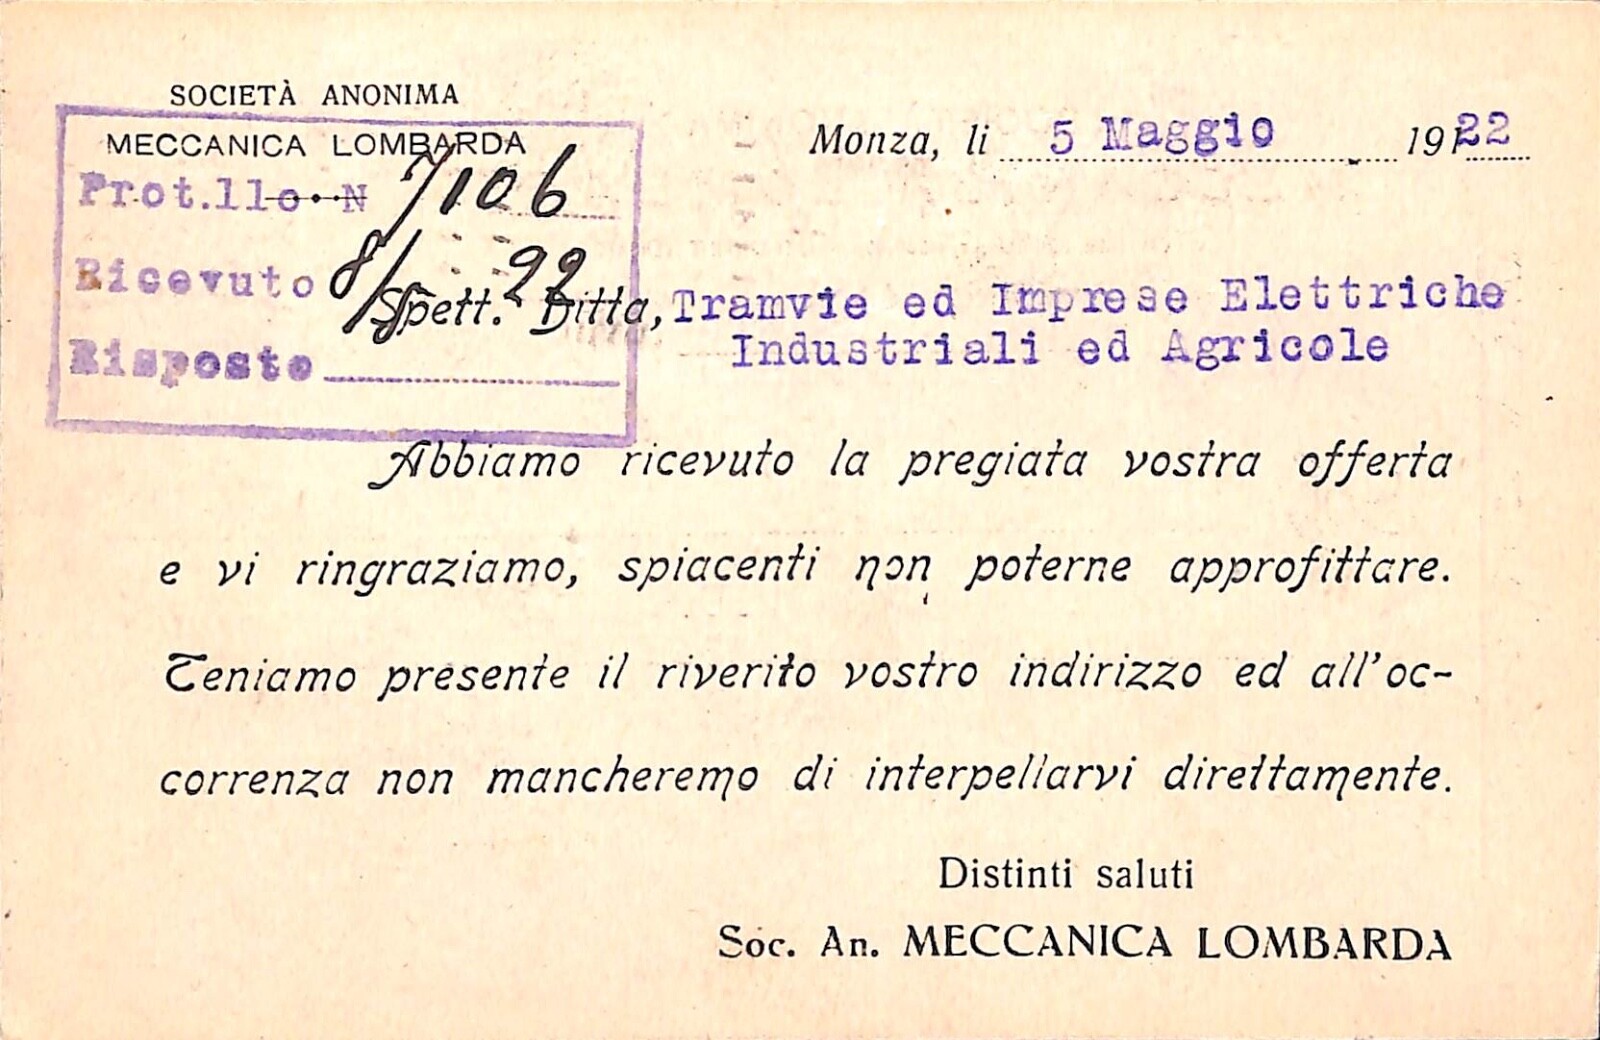 SOCIETÀ ANONIMA
MECCANICA LOMBARDA
Monza, li 5 Maggio 1922
Prot.llo N 7106
Ricevuto 8/ 22
Spett. Ditta, Tramvie ed Imprese Elettriche
Industriali ed Agricole
Risposto
Abbiamo ricevuto la pregiata vostra offerta
e vi ringraziamo, spiacenti non poterne approfittare.
Teniamo presente il riverito vostro indirizzo ed all'oc-
correnza non mancheremo di interpellarvi direttamente.
Distinti saluti
Soc. An. MECCANICA LOMBARDA